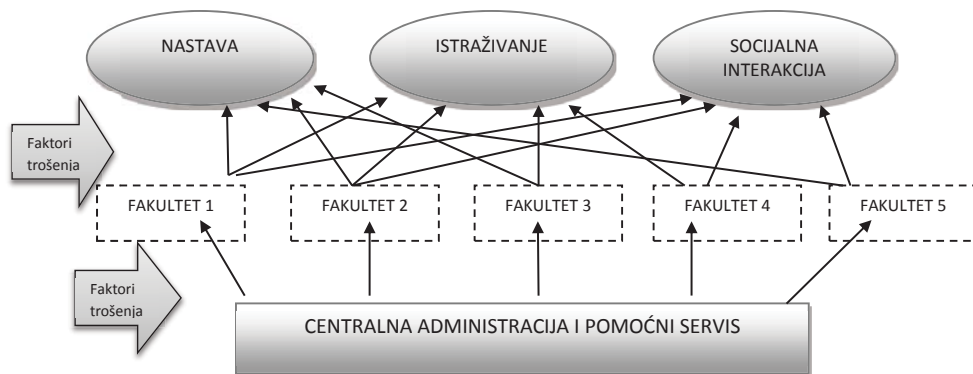 NASTAVA
ISTRAŽIVANJE
SOCIJALNA
INTERAKCIJA
Faktori
trošenja
FAKULTET 1
FAKULTET 2
FAKULTET 3
FAKULTET 4
FAKULTET 5
Faktori
trošenja
CENTRALNA ADMINISTRACIJA I POMOĆNI SERVIS